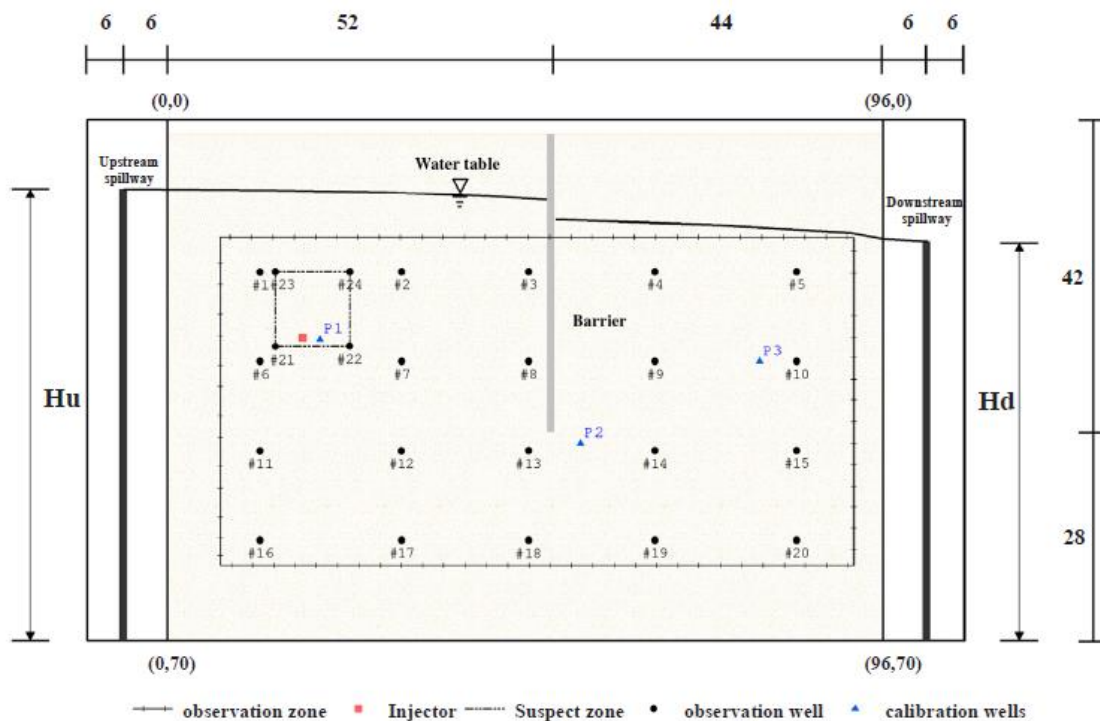 6 6 52 44 6 6
(0,0) (96,0)
Upstream
spillway
Water table
Downstream
spillway
#1 #23 #24 #2 #3 #4 #5
42
Barrier
P1
P3
#21 #22
#6 #7 #8 #9 #10
Hu
Hd
P2
#11 #12 #13 #14 #15
28
#16 #17 #18 #19 #20
(0,70) (96,70)
observation zone Injector Suspect zone observation well calibration wells